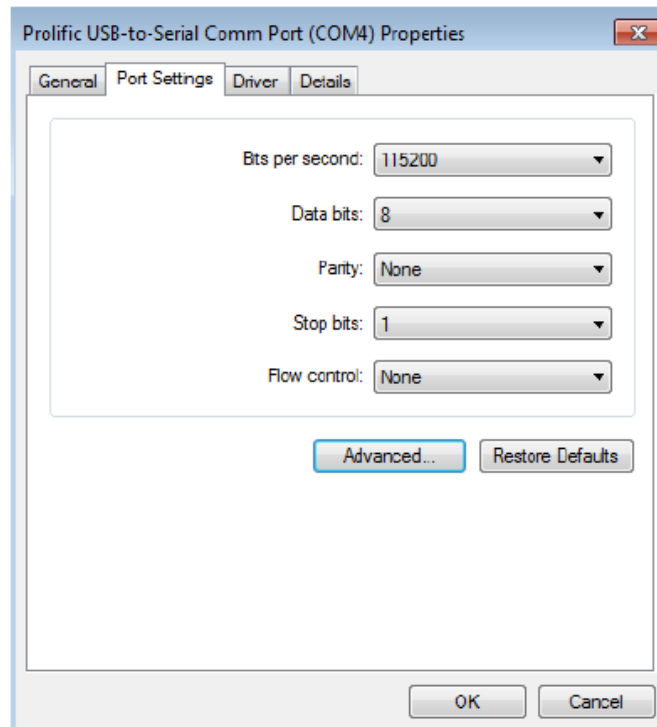 Prolific USB-to-Serial Comm Port (COM4) Properties
General Port Settings Driver Details
Bits per second: 115200
Data bits: 8
Parity: None
Stop bits: 1
Flow control: None
Advanced... Restore Defaults
OK Cancel